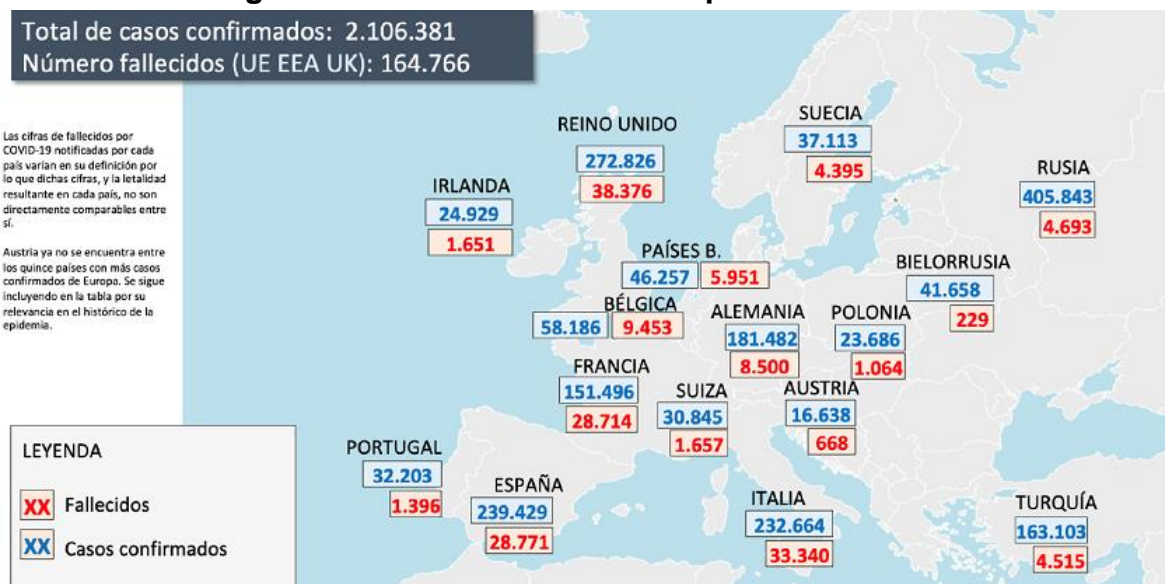 Total de casos confirmados: 2.106.381
Número fallecidos (UE EEA UK): 164.766
Las cifras de fallecidos por
COVID-19 notificadas por cada
país varían en su definición por
lo que dichas cifras, y la letalidad
resultante en cada país, no son
directamente comparables entre
sí.
Austria ya no se encuentra entre
los quince países con más casos
confirmados de Europa. Se sigue
incluyendo en la tabla por su
relevancia en el histórico de la
epidemia.
SUECIA
37.113
4.395
REINO UNIDO
272.826
38.376
RUSIA
405.843
4.693
IRLANDA
24.929
1.651
PAÍSES B.
46.257 5.951
BIELORRUSIA
41.658
229
BÉLGICA
58.186 9.453
ALEMANIA
181.482
8.500
POLONIA
23.686
1.064
FRANCIA
151.496
28.714
SUIZA
30.845
1.657
AUSTRIA
16.638
668
PORTUGAL
32.203
1.396
ESPAÑA
239.429
28.771
ITALIA
232.664
33.340
TURQUÍA
163.103
4.515
LEYENDA
XX Fallecidos
XX Casos confirmados